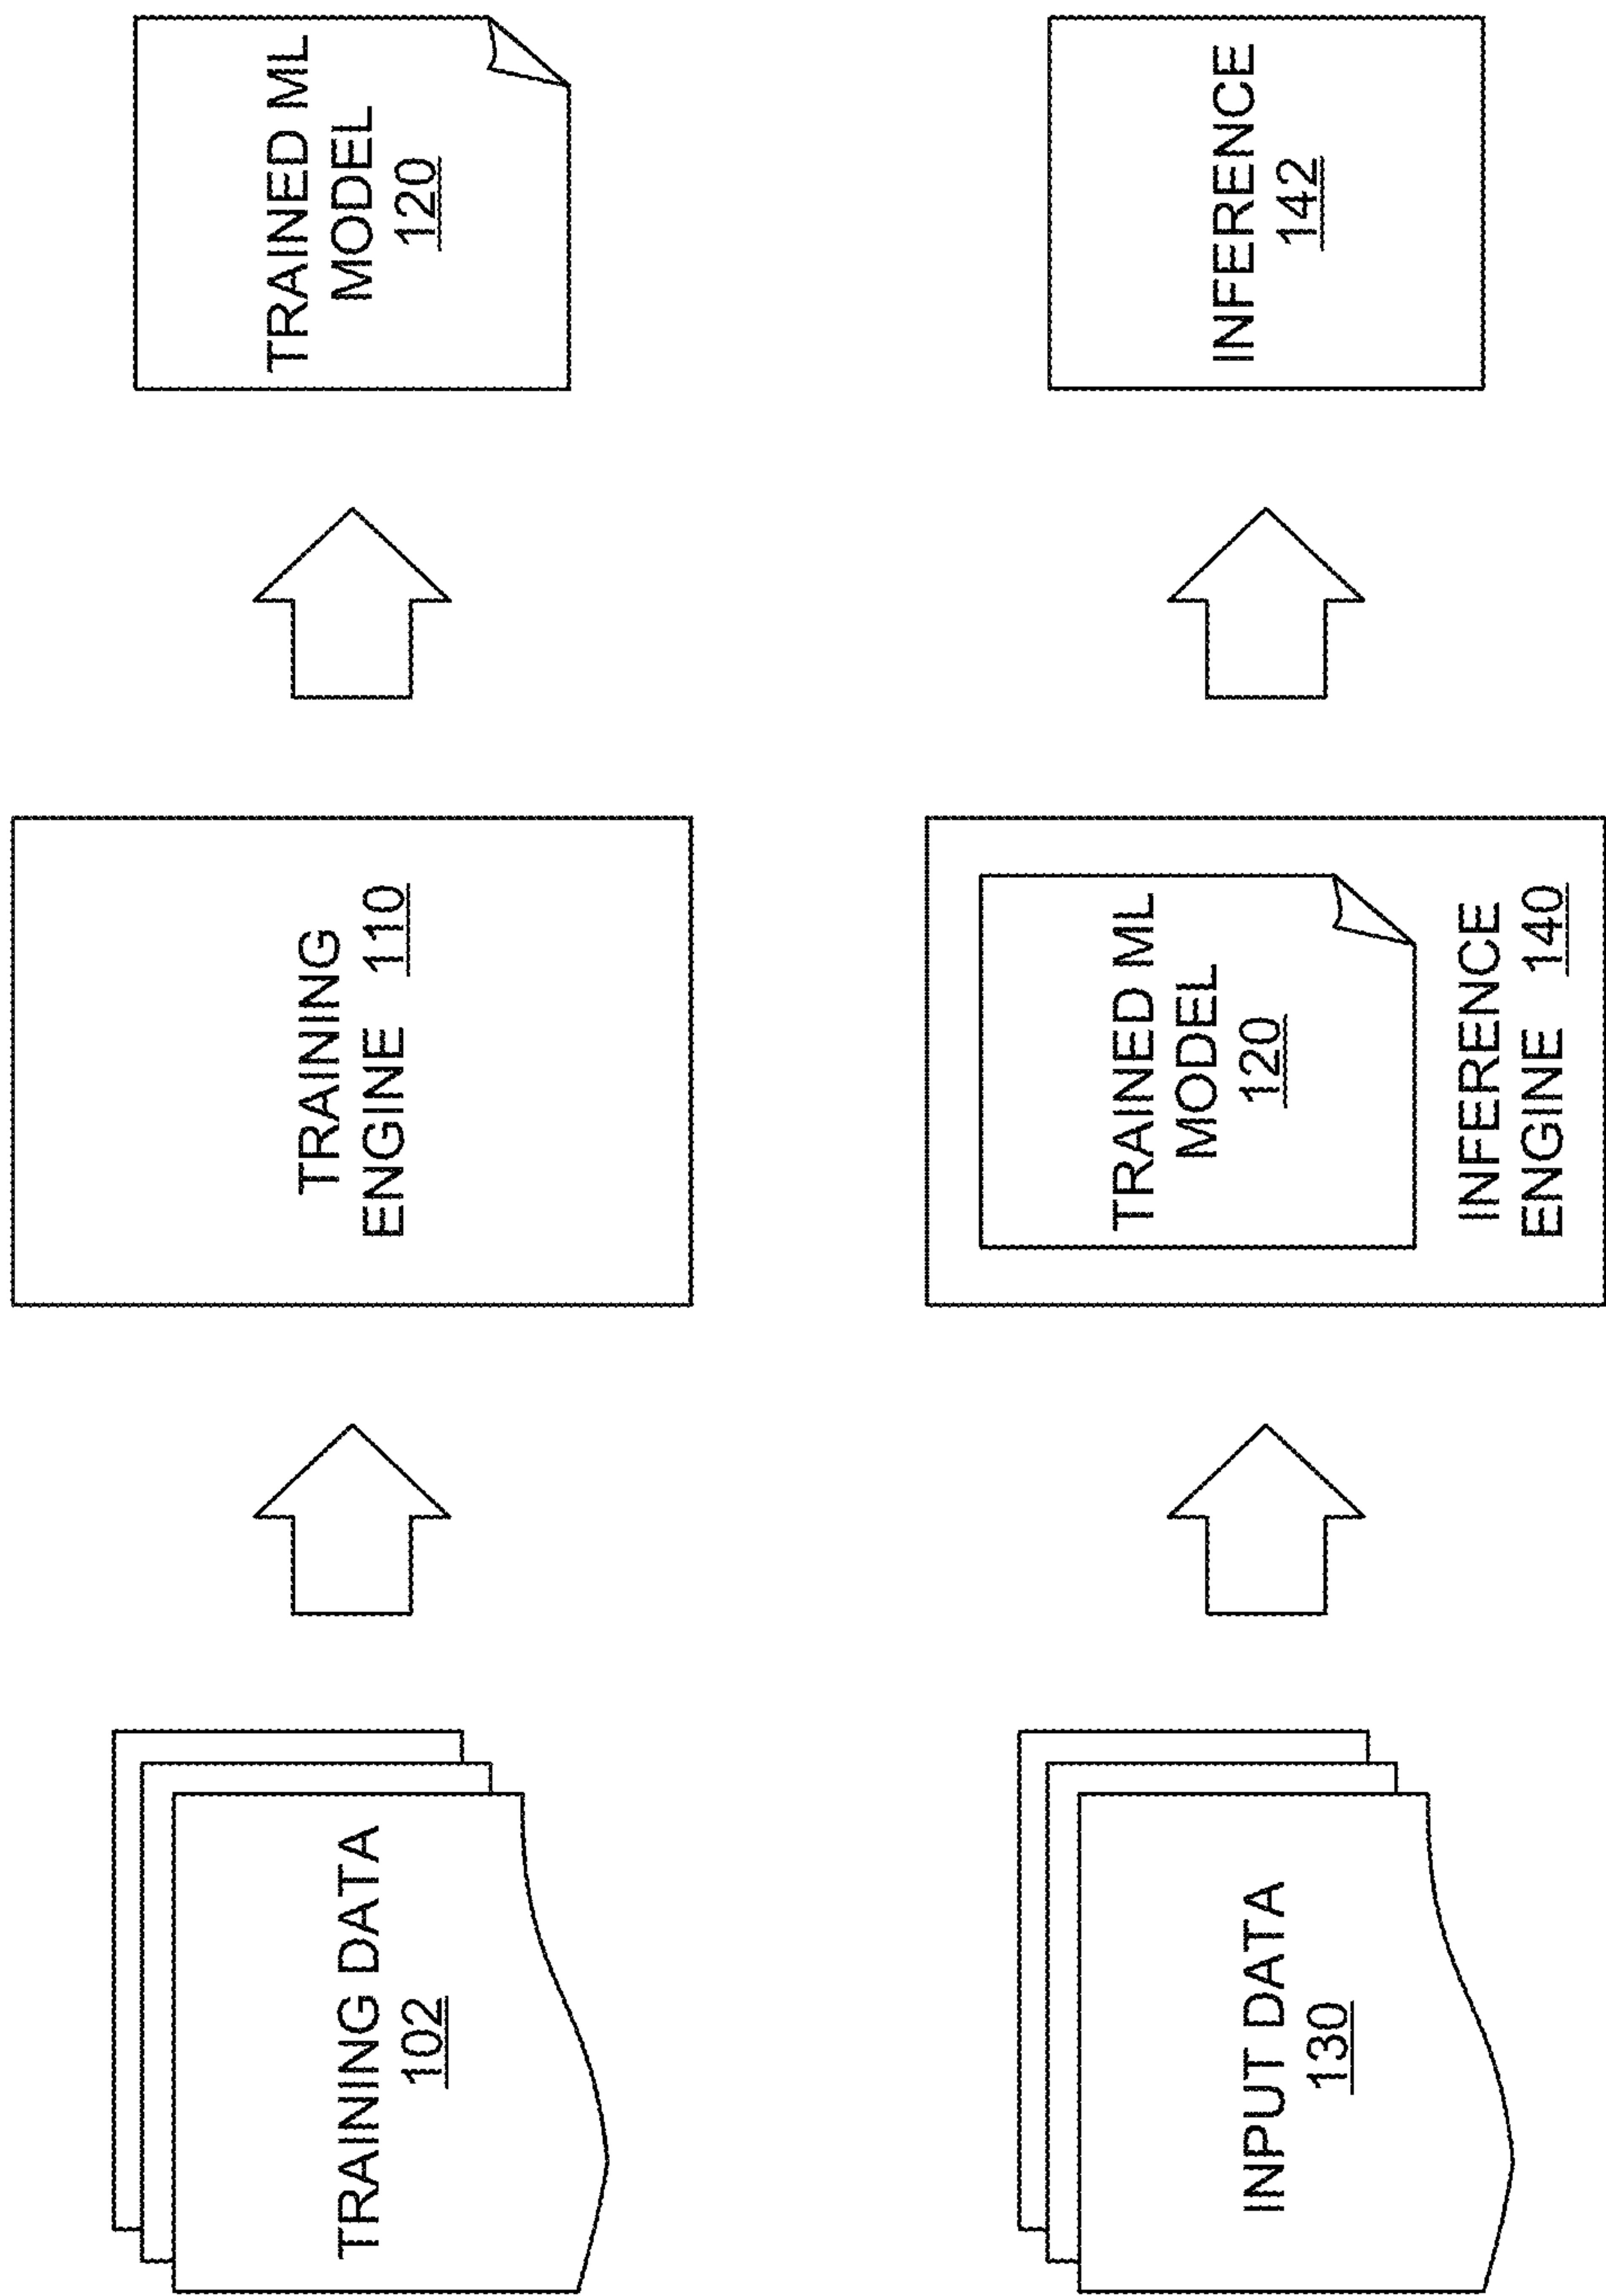 TRAINING DATA
102
TRAINING
ENGINE 110
TRAINED ML
MODEL
120
INPUT DATA
130
TRAINED ML
MODEL
120
INFERENCE
ENGINE 140
INFERENCE
142